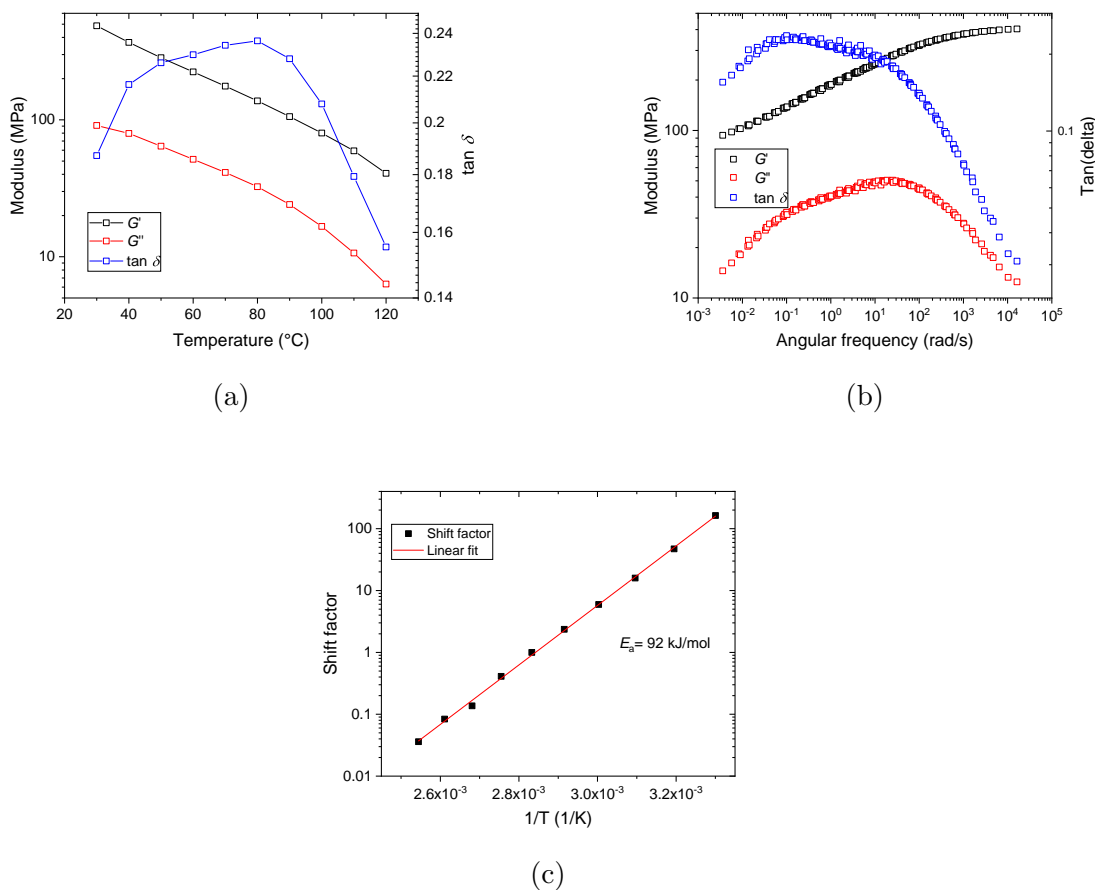 100
10
Modulus (MPa)
0.24
0.22
0.2
0.18
0.16
0.14
tan δ
G'
G"
tan δ
20 40 60 80 100 120
Temperature (°C)
(a)
100
10
Modulus (MPa)
0.1
Tan(delta)
G'
G"
tan δ
10⁻³ 10⁻² 10⁻¹ 10⁰ 10¹ 10² 10³ 10⁴ 10⁵
Angular frequency (rad/s)
(b)
100
10
1
0.1
0.01
Shift factor
Shift factor
Linear fit
Eₐ= 92 kJ/mol
2.6x10⁻³ 2.8x10⁻³ 3.0x10⁻³ 3.2x10⁻³
1/T (1/K)
(c)